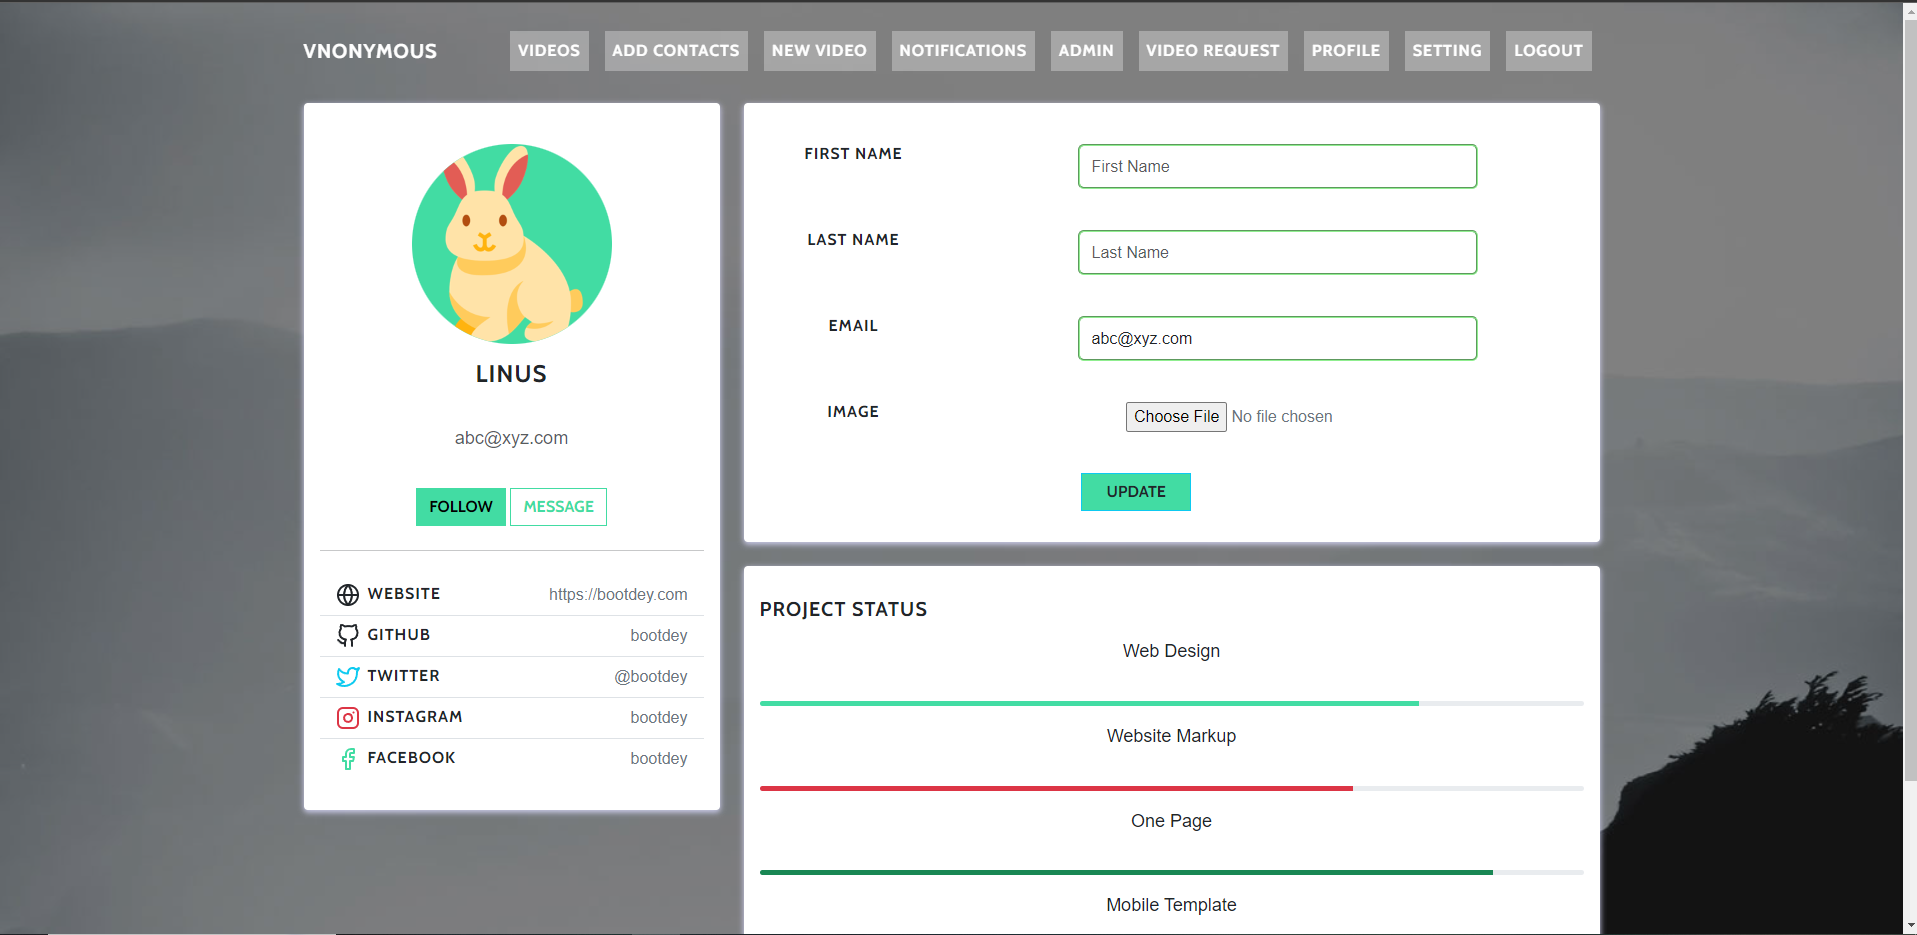 VNONYMOUS VIDEOS ADD CONTACTS NEW VIDEO NOTIFICATIONS ADMIN VIDEO REQUEST PROFILE SETTING LOGOUT
LINUS
abc@xyz.com
FOLLOW MESSAGE
WEBSITE https://bootdey.com
GITHUB bootdey
TWITTER @bootdey
INSTAGRAM bootdey
FACEBOOK bootdey
FIRST NAME First Name
LAST NAME Last Name
EMAIL abc@xyz.com
IMAGE Choose File No file chosen
UPDATE
PROJECT STATUS
Web Design
Website Markup
One Page
Mobile Template